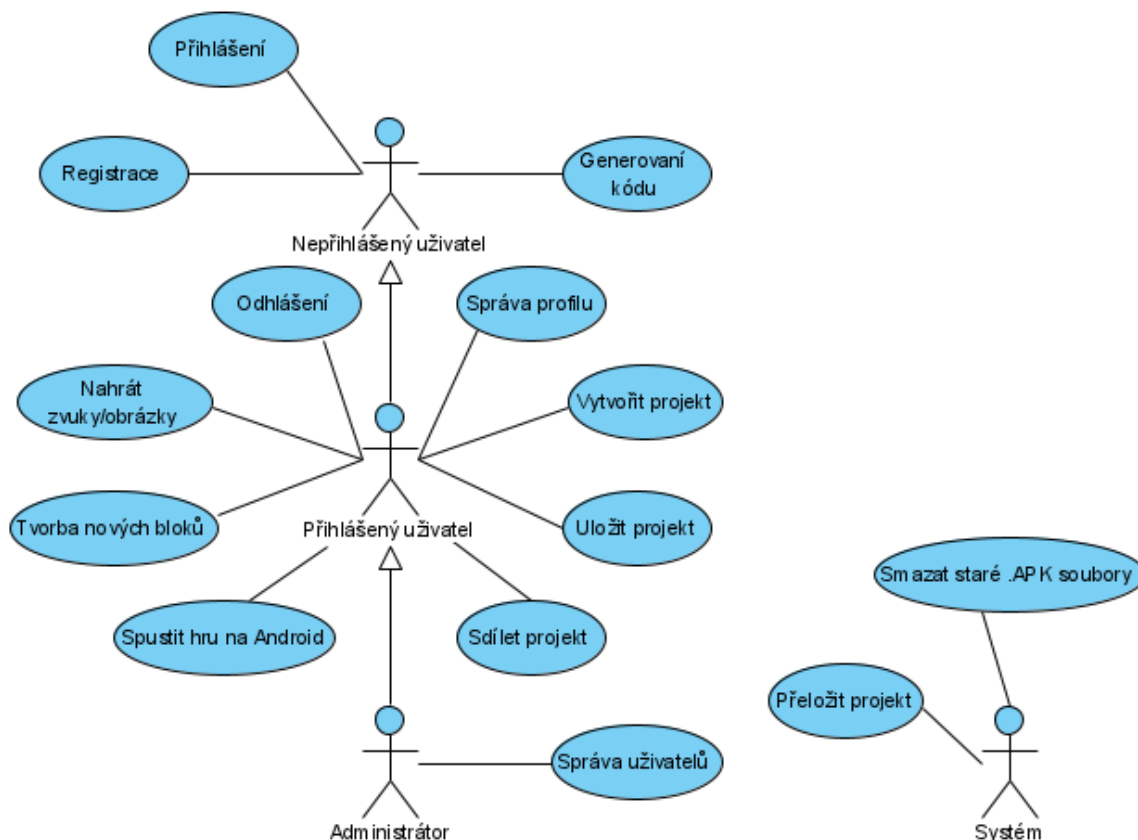 Přihlášení
Registrace
Generovaní
kódu
Nepřihlášený uživatel
Odhlášení
Správa profilu
Nahrát
zvuky/obrázky
Vytvořit projekt
Tvorba nových bloků
Přihlášený uživatel
Uložit projekt
Smazat staré .APK soubory
Spustit hru na Android
Sdílet projekt
Přeložit projekt
Správa uživatelů
Administrátor
Systém